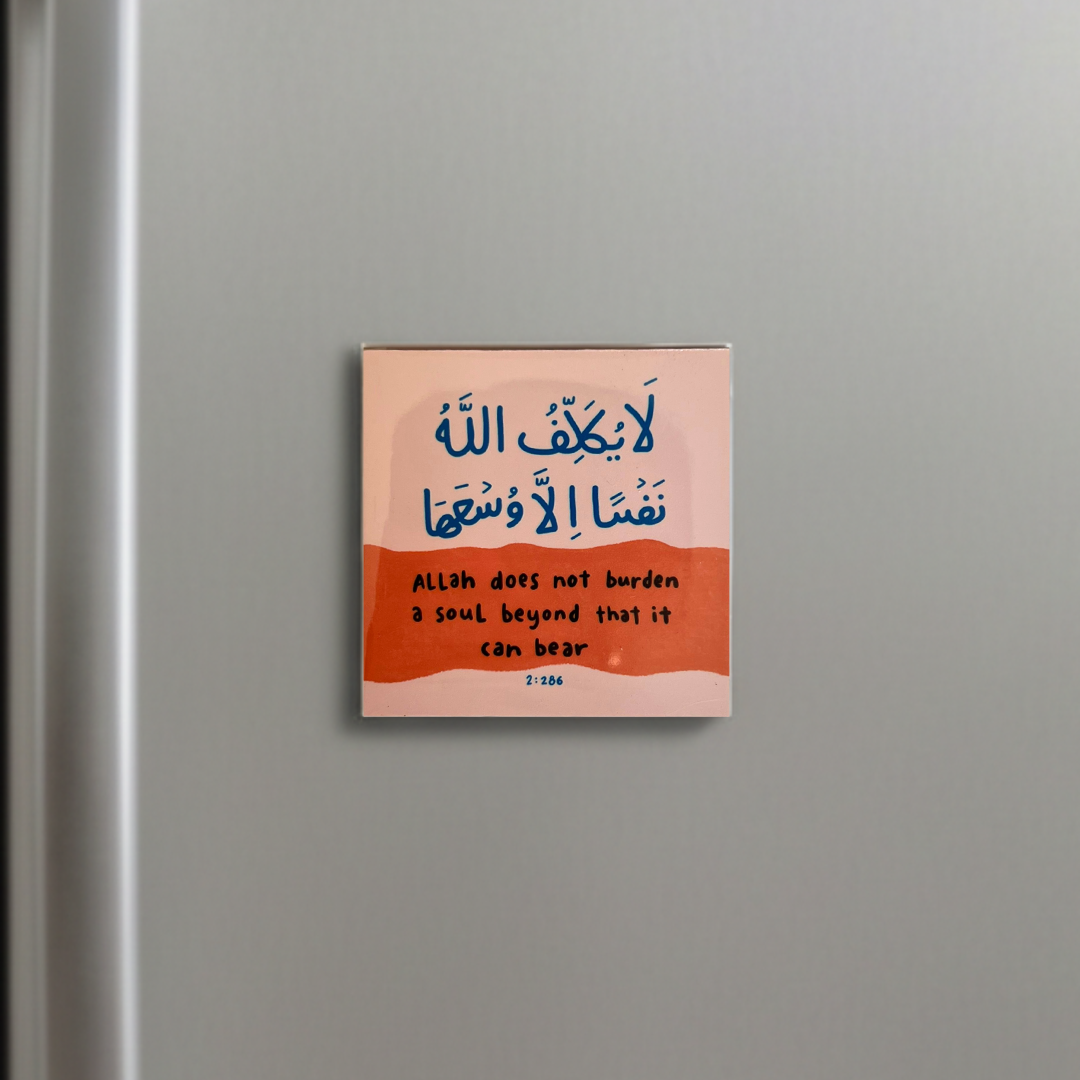 لَا يُكَلِّفُ اللَّهُ
نَفْسًا اِلَّا وُسْعَهَا
ALLah does not burden
a souL beyond that it
can bear
2:286